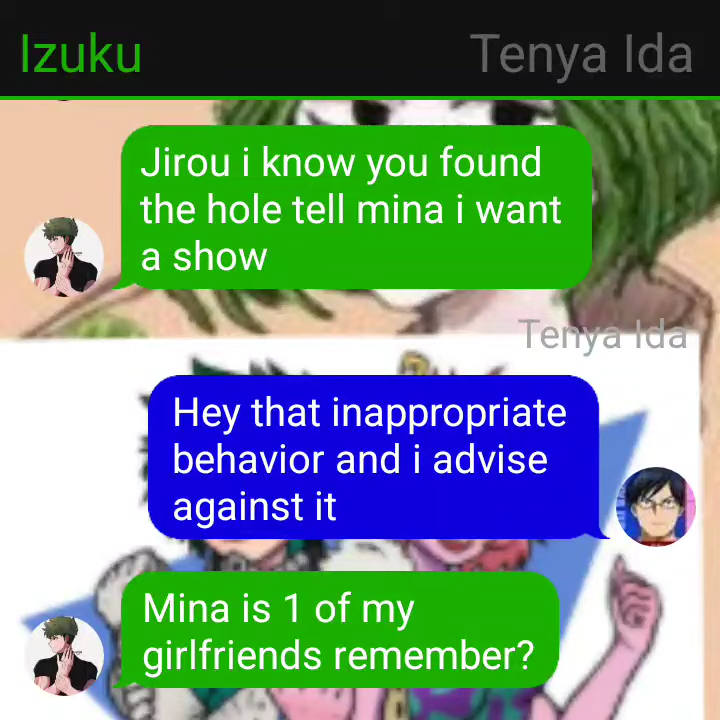 Izuku
Tenya Ida
Jirou i know you found
the hole tell mina i want
a show
Tenya Ida
Hey that inappropriate
behavior and i advise
against it
Mina is 1 of my
girlfriends remember?